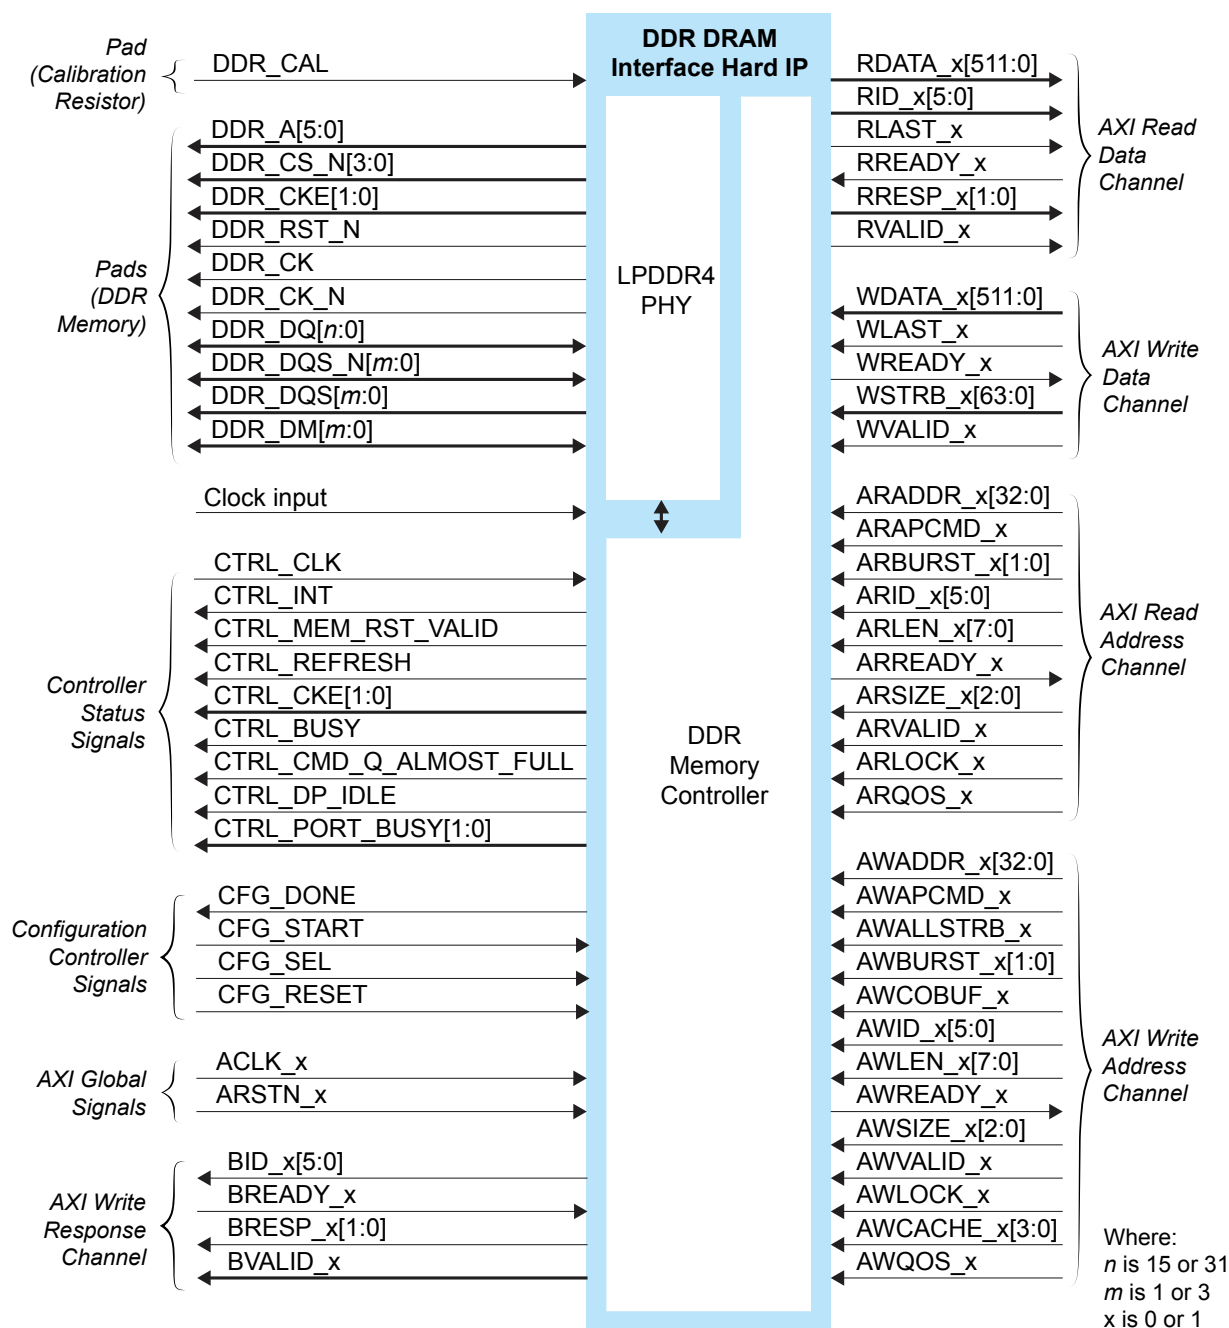 DDR DRAM
Interface Hard IP
Pad
(Calibration
Resistor)
DDR_CAL
Pads
(DDR
Memory)
DDR_A[5:0]
DDR_CS_N[3:0]
DDR_CKE[1:0]
DDR_RST_N
DDR_CK
DDR_CK_N
DDR_DQ[n:0]
DDR_DQS_N[m:0]
DDR_DQS[m:0]
DDR_DM[m:0]
Clock input
Controller
Status
Signals
CTRL_CLK
CTRL_INT
CTRL_MEM_RST_VALID
CTRL_REFRESH
CTRL_CKE[1:0]
CTRL_BUSY
CTRL_CMD_Q_ALMOST_FULL
CTRL_DP_IDLE
CTRL_PORT_BUSY[1:0]
Configuration
Controller
Signals
CFG_DONE
CFG_START
CFG_SEL
CFG_RESET
AXI Global
Signals
ACLK_x
ARSTN_x
AXI Write
Response
Channel
BID_x[5:0]
BREADY_x
BRESP_x[1:0]
BVALID_x
LPDDR4
PHY
DDR
Memory
Controller
RDATA_x[511:0]
RID_x[5:0]
RLAST_x
RREADY_x
RRESP_x[1:0]
RVALID_x
AXI Read
Data
Channel
WDATA_x[511:0]
WLAST_x
WREADY_x
WSTRB_x[63:0]
WVALID_x
AXI Write
Data
Channel
ARADDR_x[32:0]
ARAPCMD_x
ARBURST_x[1:0]
ARID_x[5:0]
ARLEN_x[7:0]
ARREADY_x
ARSIZE_x[2:0]
ARVALID_x
ARLOCK_x
ARQOS_x
AXI Read
Address
Channel
AWADDR_x[32:0]
AWAPCMD_x
AWALLSTRB_x
AWBURST_x[1:0]
AWCOBUF_x
AWID_x[5:0]
AWLEN_x[7:0]
AWREADY_x
AWSIZE_x[2:0]
AWVALID_x
AWLOCK_x
AWCACHE_x[3:0]
AWQOS_x
AXI Write
Address
Channel
Where:
n is 15 or 31
m is 1 or 3
x is 0 or 1